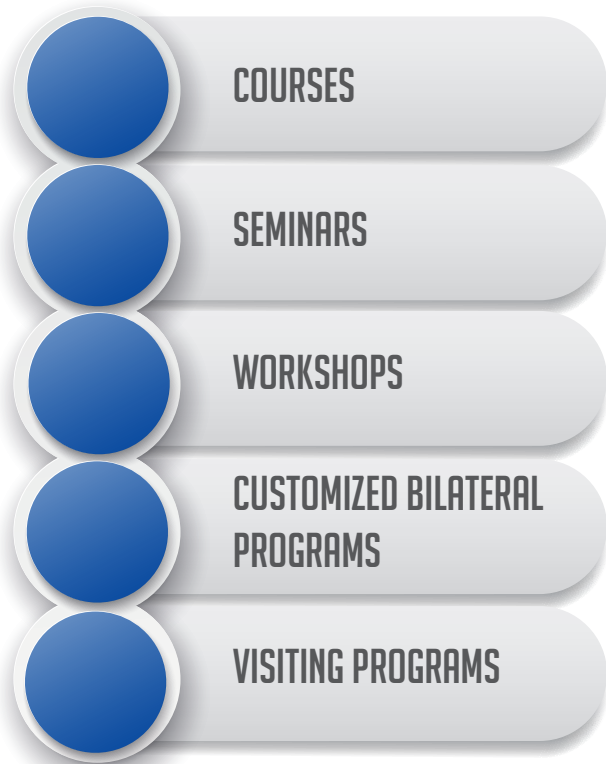 COURSES
SEMINARS
WORKSHOPS
CUSTOMIZED BILATERAL
PROGRAMS
VISITING PROGRAMS